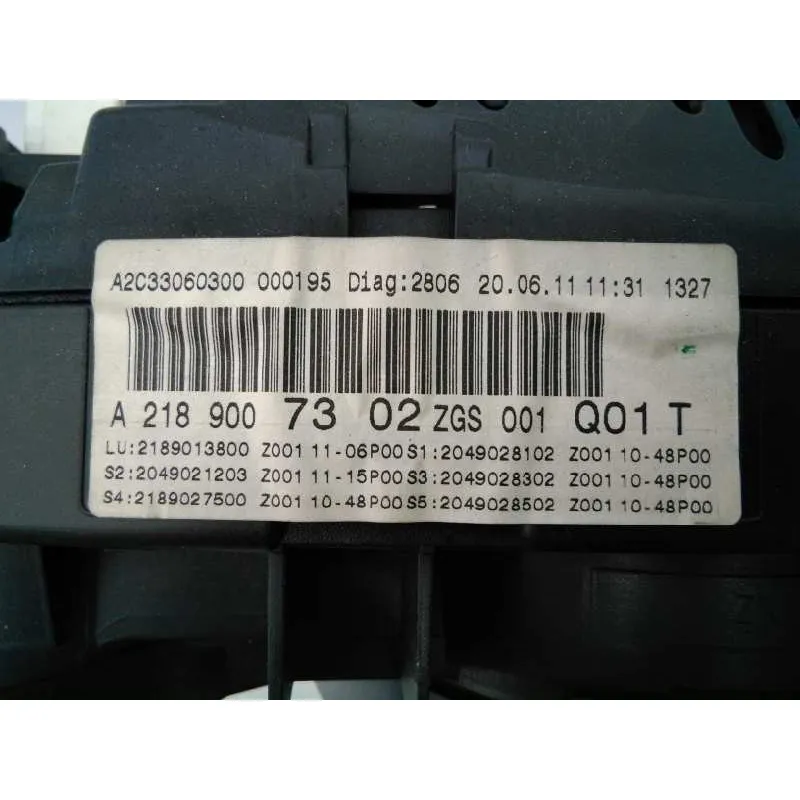 A2C33060300 000195 Diag:2806 20.06.11 11:31 1327
A 218 900 73 02 ZGS 001 Q01 T
LU:2189013800 Z001 11-06P00 S1:2049028102 Z001 10-48P00
S2:2049021203 Z001 11-15P00 S3:2049028302 Z001 10-48P00
S4:2189027500 Z001 10-48P00 S5:2049028502 Z001 10-48P00